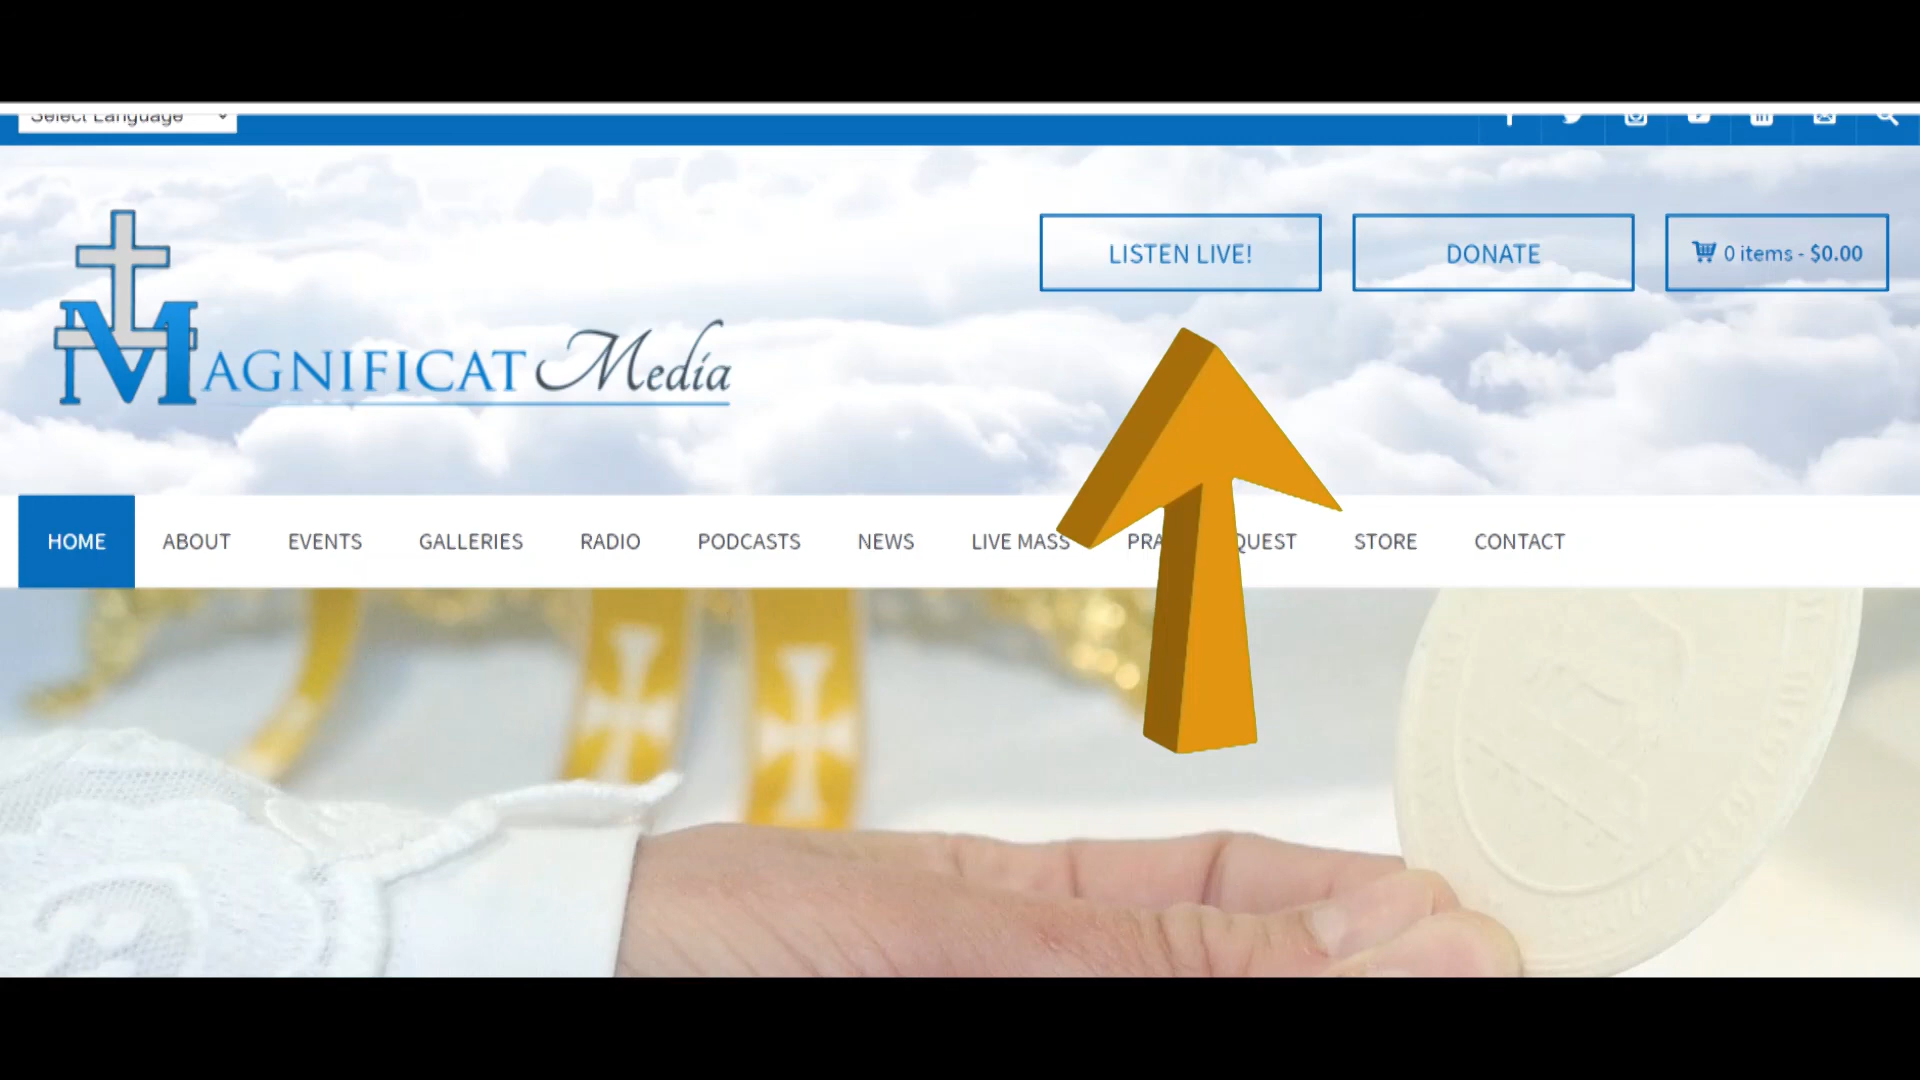 Select Language
LISTEN LIVE!
DONATE
0 items - $0.00
MAGNIFICAT Media
HOME
ABOUT
EVENTS
GALLERIES
RADIO
PODCASTS
NEWS
LIVE MASS
PRA QUEST
STORE
CONTACT